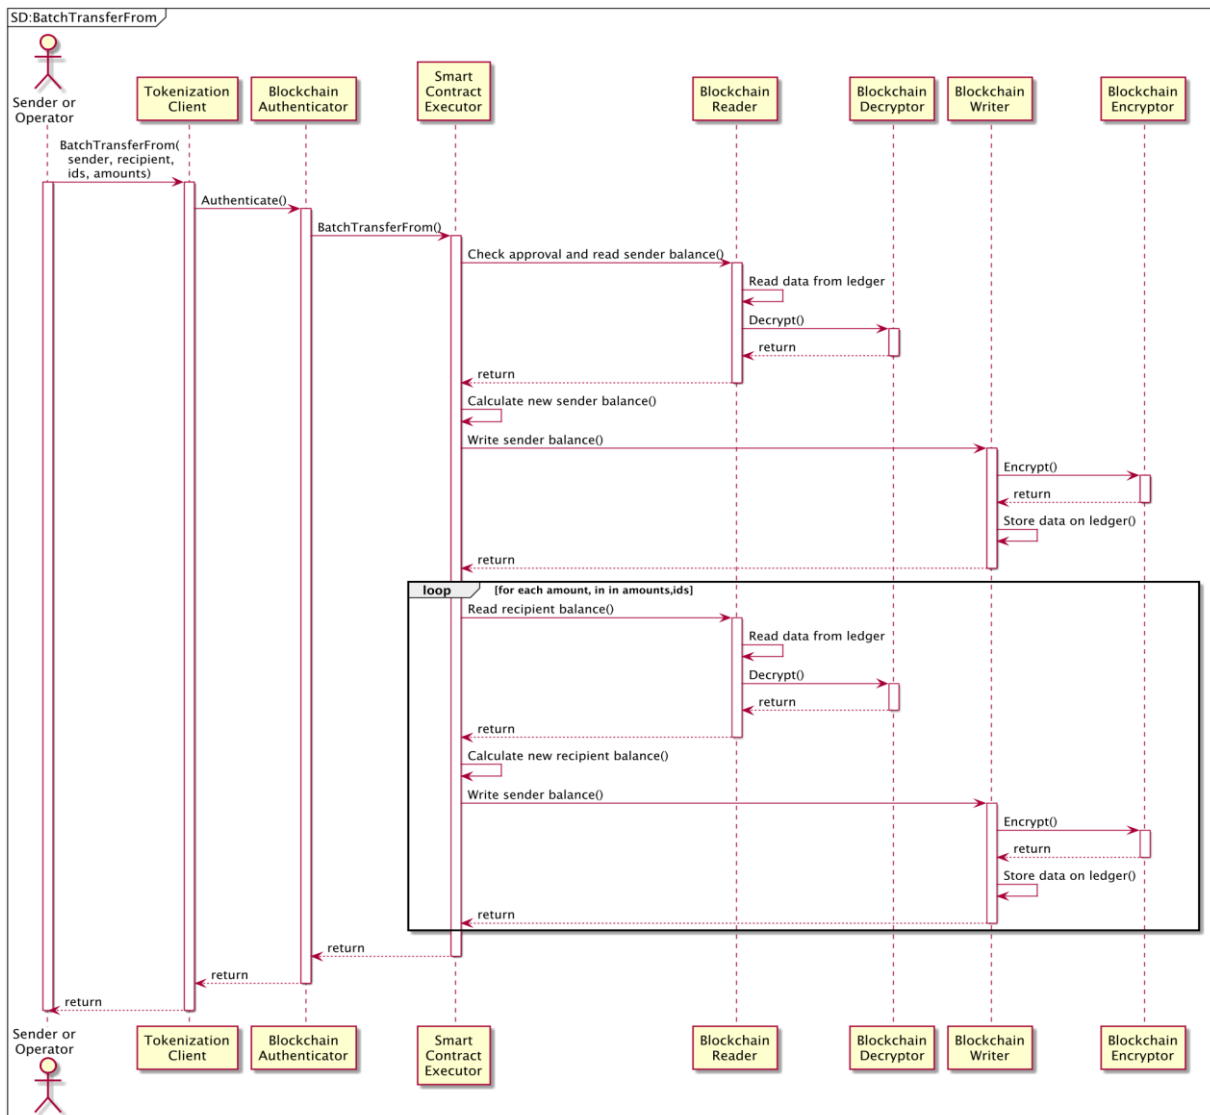 SD:BatchTransferFrom
Sender or
Operator
Tokenization
Client
Blockchain
Authenticator
Smart
Contract
Executor
Blockchain
Reader
Blockchain
Decryptor
Blockchain
Writer
Blockchain
Encryptor
BatchTransferFrom(
sender, recipient,
ids, amounts)
Authenticate()
BatchTransferFrom()
Check approval and read sender balance()
Read data from ledger
Decrypt()
return
return
Calculate new sender balance()
Write sender balance()
Encrypt()
return
Store data on ledger()
return
loop [for each amount, in in amounts,ids]
Read recipient balance()
Read data from ledger
Decrypt()
return
return
Calculate new recipient balance()
Write sender balance()
Encrypt()
return
Store data on ledger()
return
return
return
return
Sender or
Operator
Tokenization
Client
Blockchain
Authenticator
Smart
Contract
Executor
Blockchain
Reader
Blockchain
Decryptor
Blockchain
Writer
Blockchain
Encryptor